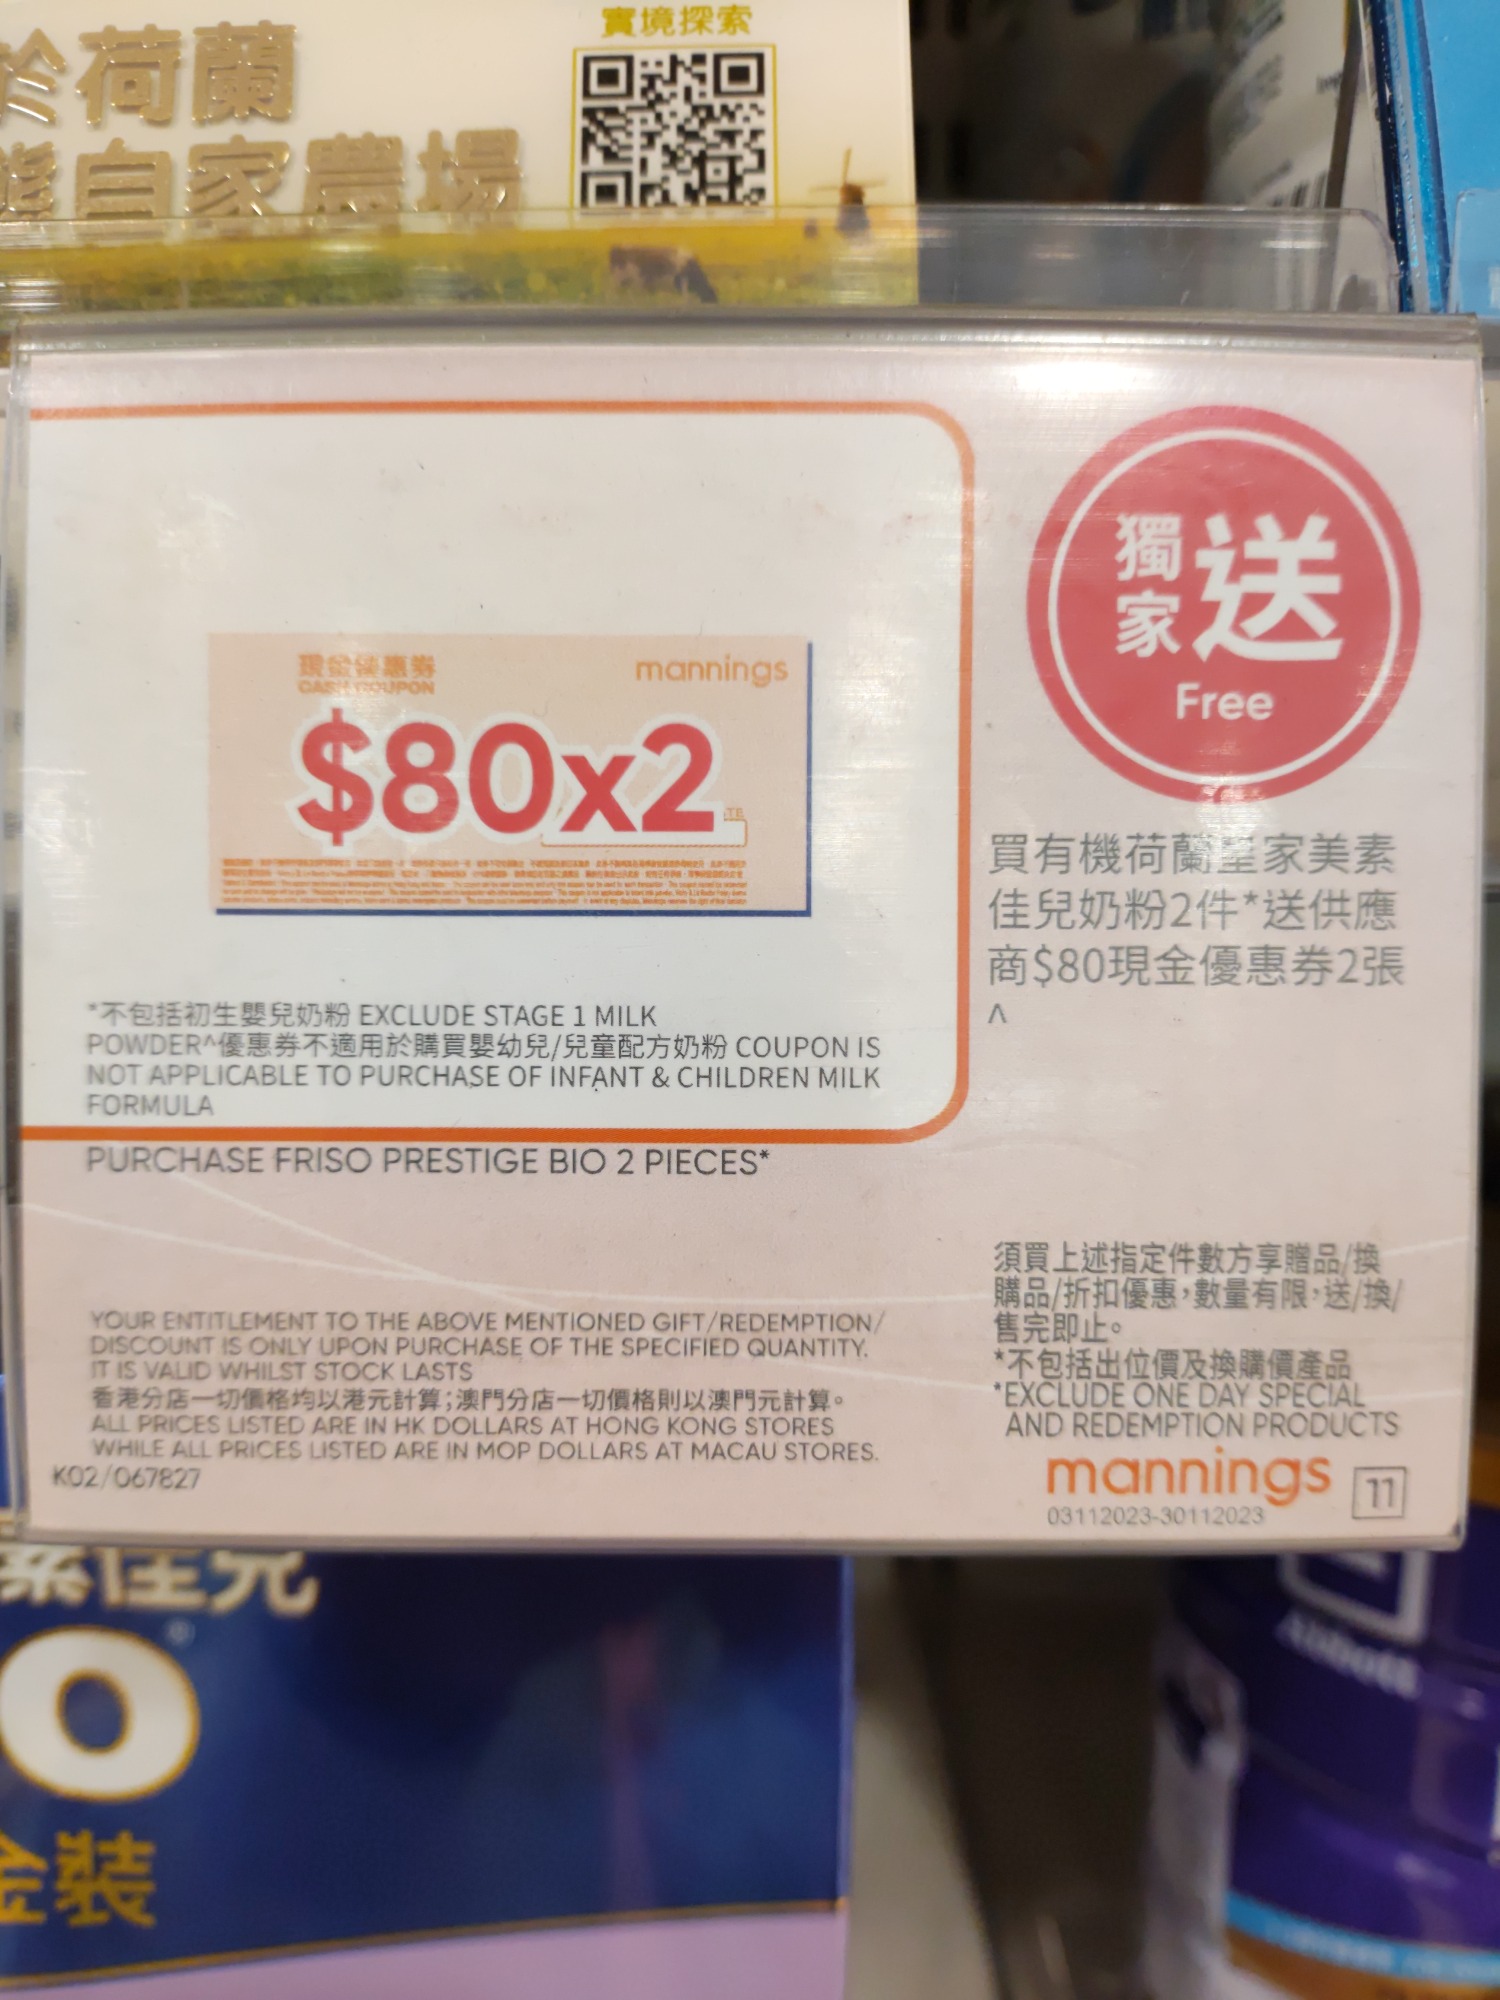 實境探索
於荷蘭
自家農場
獨家送
Free
現金優惠券
CASH COUPON
mannings
$80x2
買有機荷蘭皇家美素
佳兒奶粉2件*送供應
商$80現金優惠券2張
^
*不包括初生嬰兒奶粉 EXCLUDE STAGE 1 MILK
POWDER^優惠券不適用於購買嬰幼兒/兒童配方奶粉 COUPON IS
NOT APPLICABLE TO PURCHASE OF INFANT & CHILDREN MILK
FORMULA
PURCHASE FRISO PRESTIGE BIO 2 PIECES*
須買上述指定件數方享贈品/換
購品/折扣優惠，數量有限，送/換/
售完即止。
*不包括出位價及換購價產品
*EXCLUDE ONE DAY SPECIAL
AND REDEMPTION PRODUCTS
YOUR ENTITLEMENT TO THE ABOVE MENTIONED GIFT/REDEMPTION/
DISCOUNT IS ONLY UPON PURCHASE OF THE SPECIFIED QUANTITY.
IT IS VALID WHILST STOCK LASTS
香港分店一切價格均以港元計算；澳門分店一切價格則以澳門元計算。
ALL PRICES LISTED ARE IN HK DOLLARS AT HONG KONG STORES
WHILE ALL PRICES LISTED ARE IN MOP DOLLARS AT MACAU STORES.
K02/067827
mannings 11
03112023-30112023
素佳兒
O
金裝
Abbott